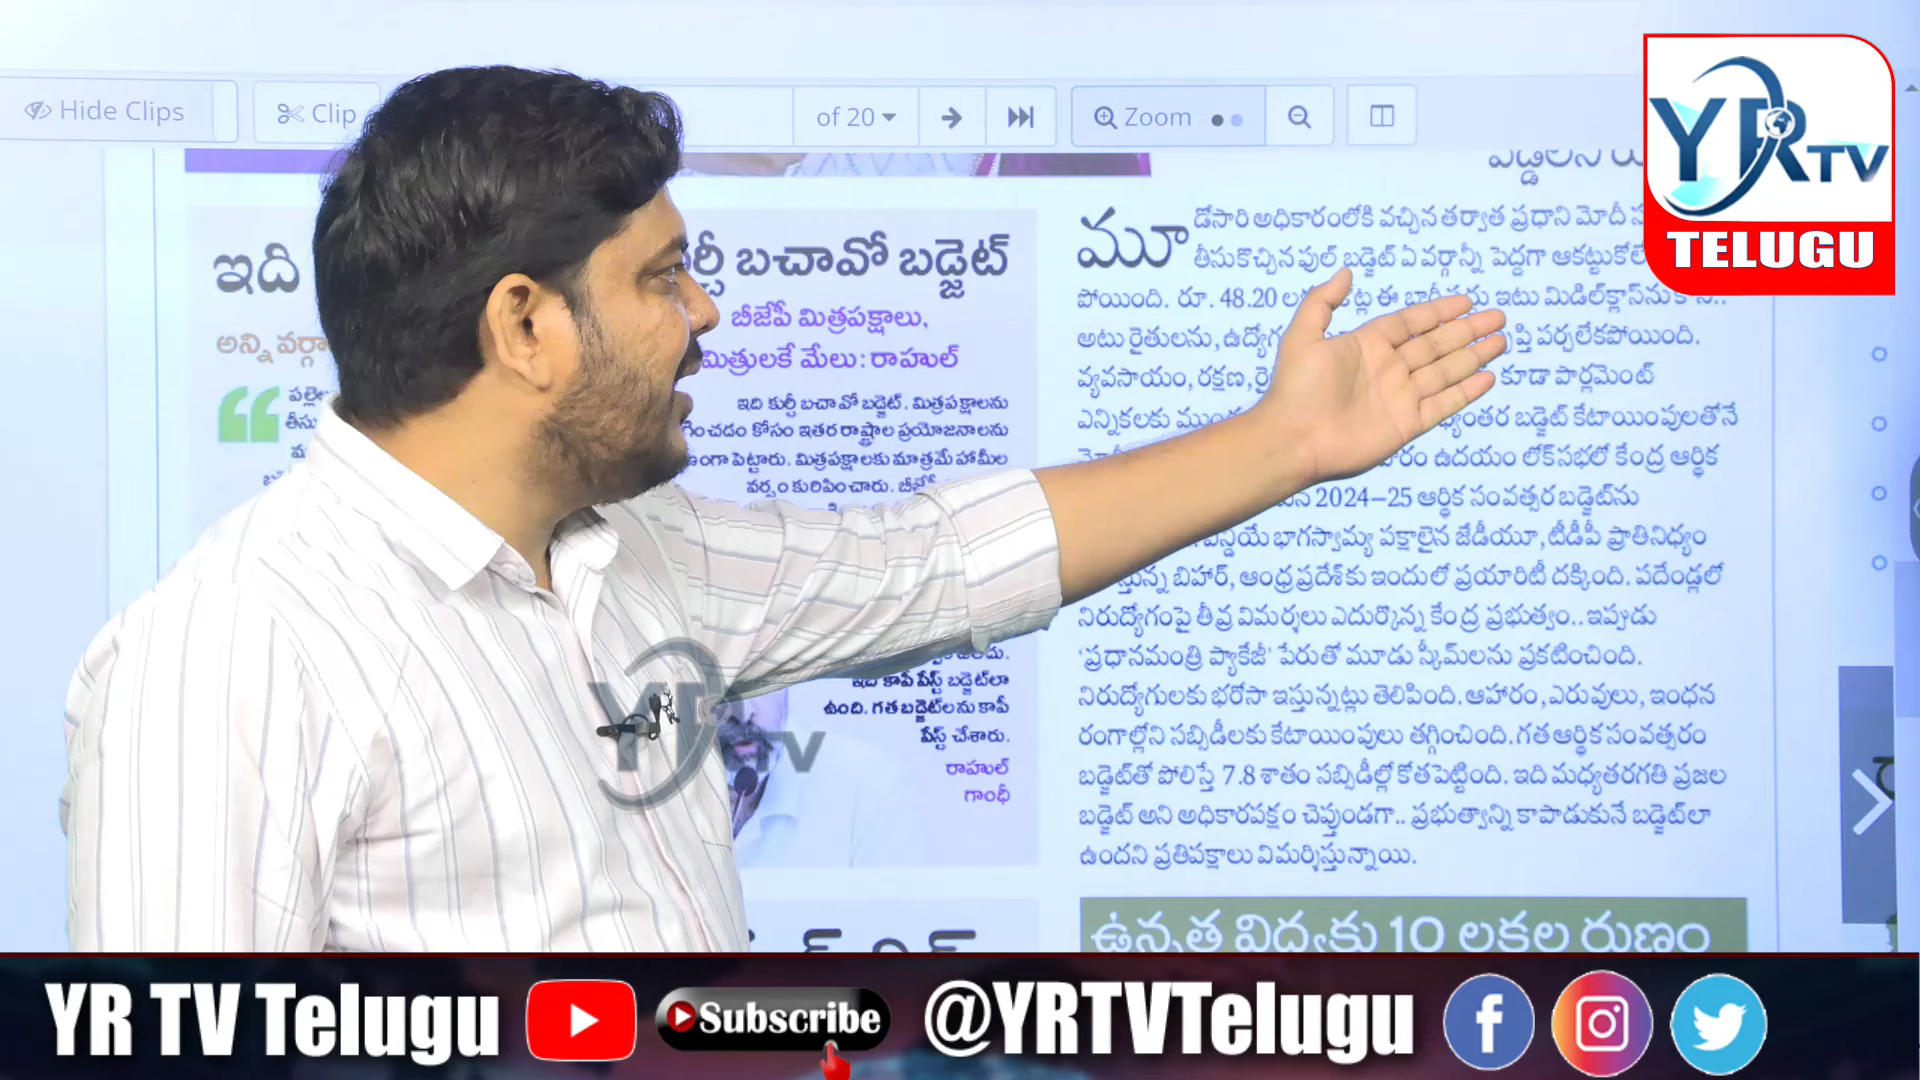 Hide Clips
Clip
of 20
Zoom
YRTV
TELUGU
ఇది
కుర్చీ బచావో బడ్జెట్
అన్ని వర్గా
బీజేపీ మిత్రపక్షాలు,
మిత్రులకే మేలు: రాహుల్
తీసు
ఇది కుర్చీ బచావో బడ్జెట్. మిత్రపక్షాలను
కోసం ఇతర రాష్ట్రాల ప్రయోజనాలను
పెట్టారు. మిత్రపక్షాలకు మాత్రమే హామీల
వర్షం కురిపించారు.
ఇది కాపీ పేస్ట్ బడ్జెట్‌లా
ఉంది. గత బడ్జెట్‌లను కాపీ
పేస్ట్ చేశారు.
రాహుల్
గాంధీ
మూడోసారి అధికారంలోకి వచ్చిన తర్వాత ప్రధాని మోదీ
తీసుకొచ్చిన ఫుల్ బడ్జెట్ ఏ వర్గాన్నీ పెద్దగా ఆకట్టుకోలే
పోయింది. రూ. 48.20 ఈ ఇటు మిడిల్‌క్లాస్‌ను
అటు రైతులను, పర్చలేకపోయింది.
వ్యవసాయం, రక్షణ, కూడా పార్లమెంట్
ఎన్నికలకు బడ్జెట్ కేటాయింపులతోనే
ఉదయం లోక్‌సభలో కేంద్ర ఆర్థిక
2024–25 ఆర్థిక సంవత్సర బడ్జెట్‌ను
ఎన్డీయే భాగస్వామ్య పక్షాలైన జేడీయూ, టీడీపీ ప్రాతినిధ్యం
బిహార్, ఆంధ్రప్రదేశ్‌కు ఇందులో ప్రయారిటీ దక్కింది. పదేండ్లలో
నిరుద్యోగంపై తీవ్ర విమర్శలు ఎదుర్కొన్న కేంద్ర ప్రభుత్వం.. ఇప్పుడు
‘ప్రధానమంత్రి ప్యాకేజీ’ పేరుతో మూడు స్కీమ్‌లను ప్రకటించింది.
నిరుద్యోగులకు భరోసా ఇస్తున్నట్లు తెలిపింది. ఆహారం, ఎరువులు, ఇంధన
రంగాల్లోని సబ్సిడీలకు కేటాయింపులు తగ్గించింది. గత ఆర్థిక సంవత్సరం
బడ్జెట్‌తో పోలిస్తే 7.8 శాతం సబ్సిడీల్లో కోత పెట్టింది. ఇది మధ్యతరగతి ప్రజల
బడ్జెట్ అని అధికారపక్షం చెప్తుండగా.. ప్రభుత్వాన్ని కాపాడుకునే బడ్జెట్‌లా
ఉందని ప్రతిపక్షాలు విమర్శిస్తున్నాయి.
ఉన్నత విద్యకు 10 లకల రుణం
YRTV
YR TV Telugu
Subscribe
@YRTVTelugu